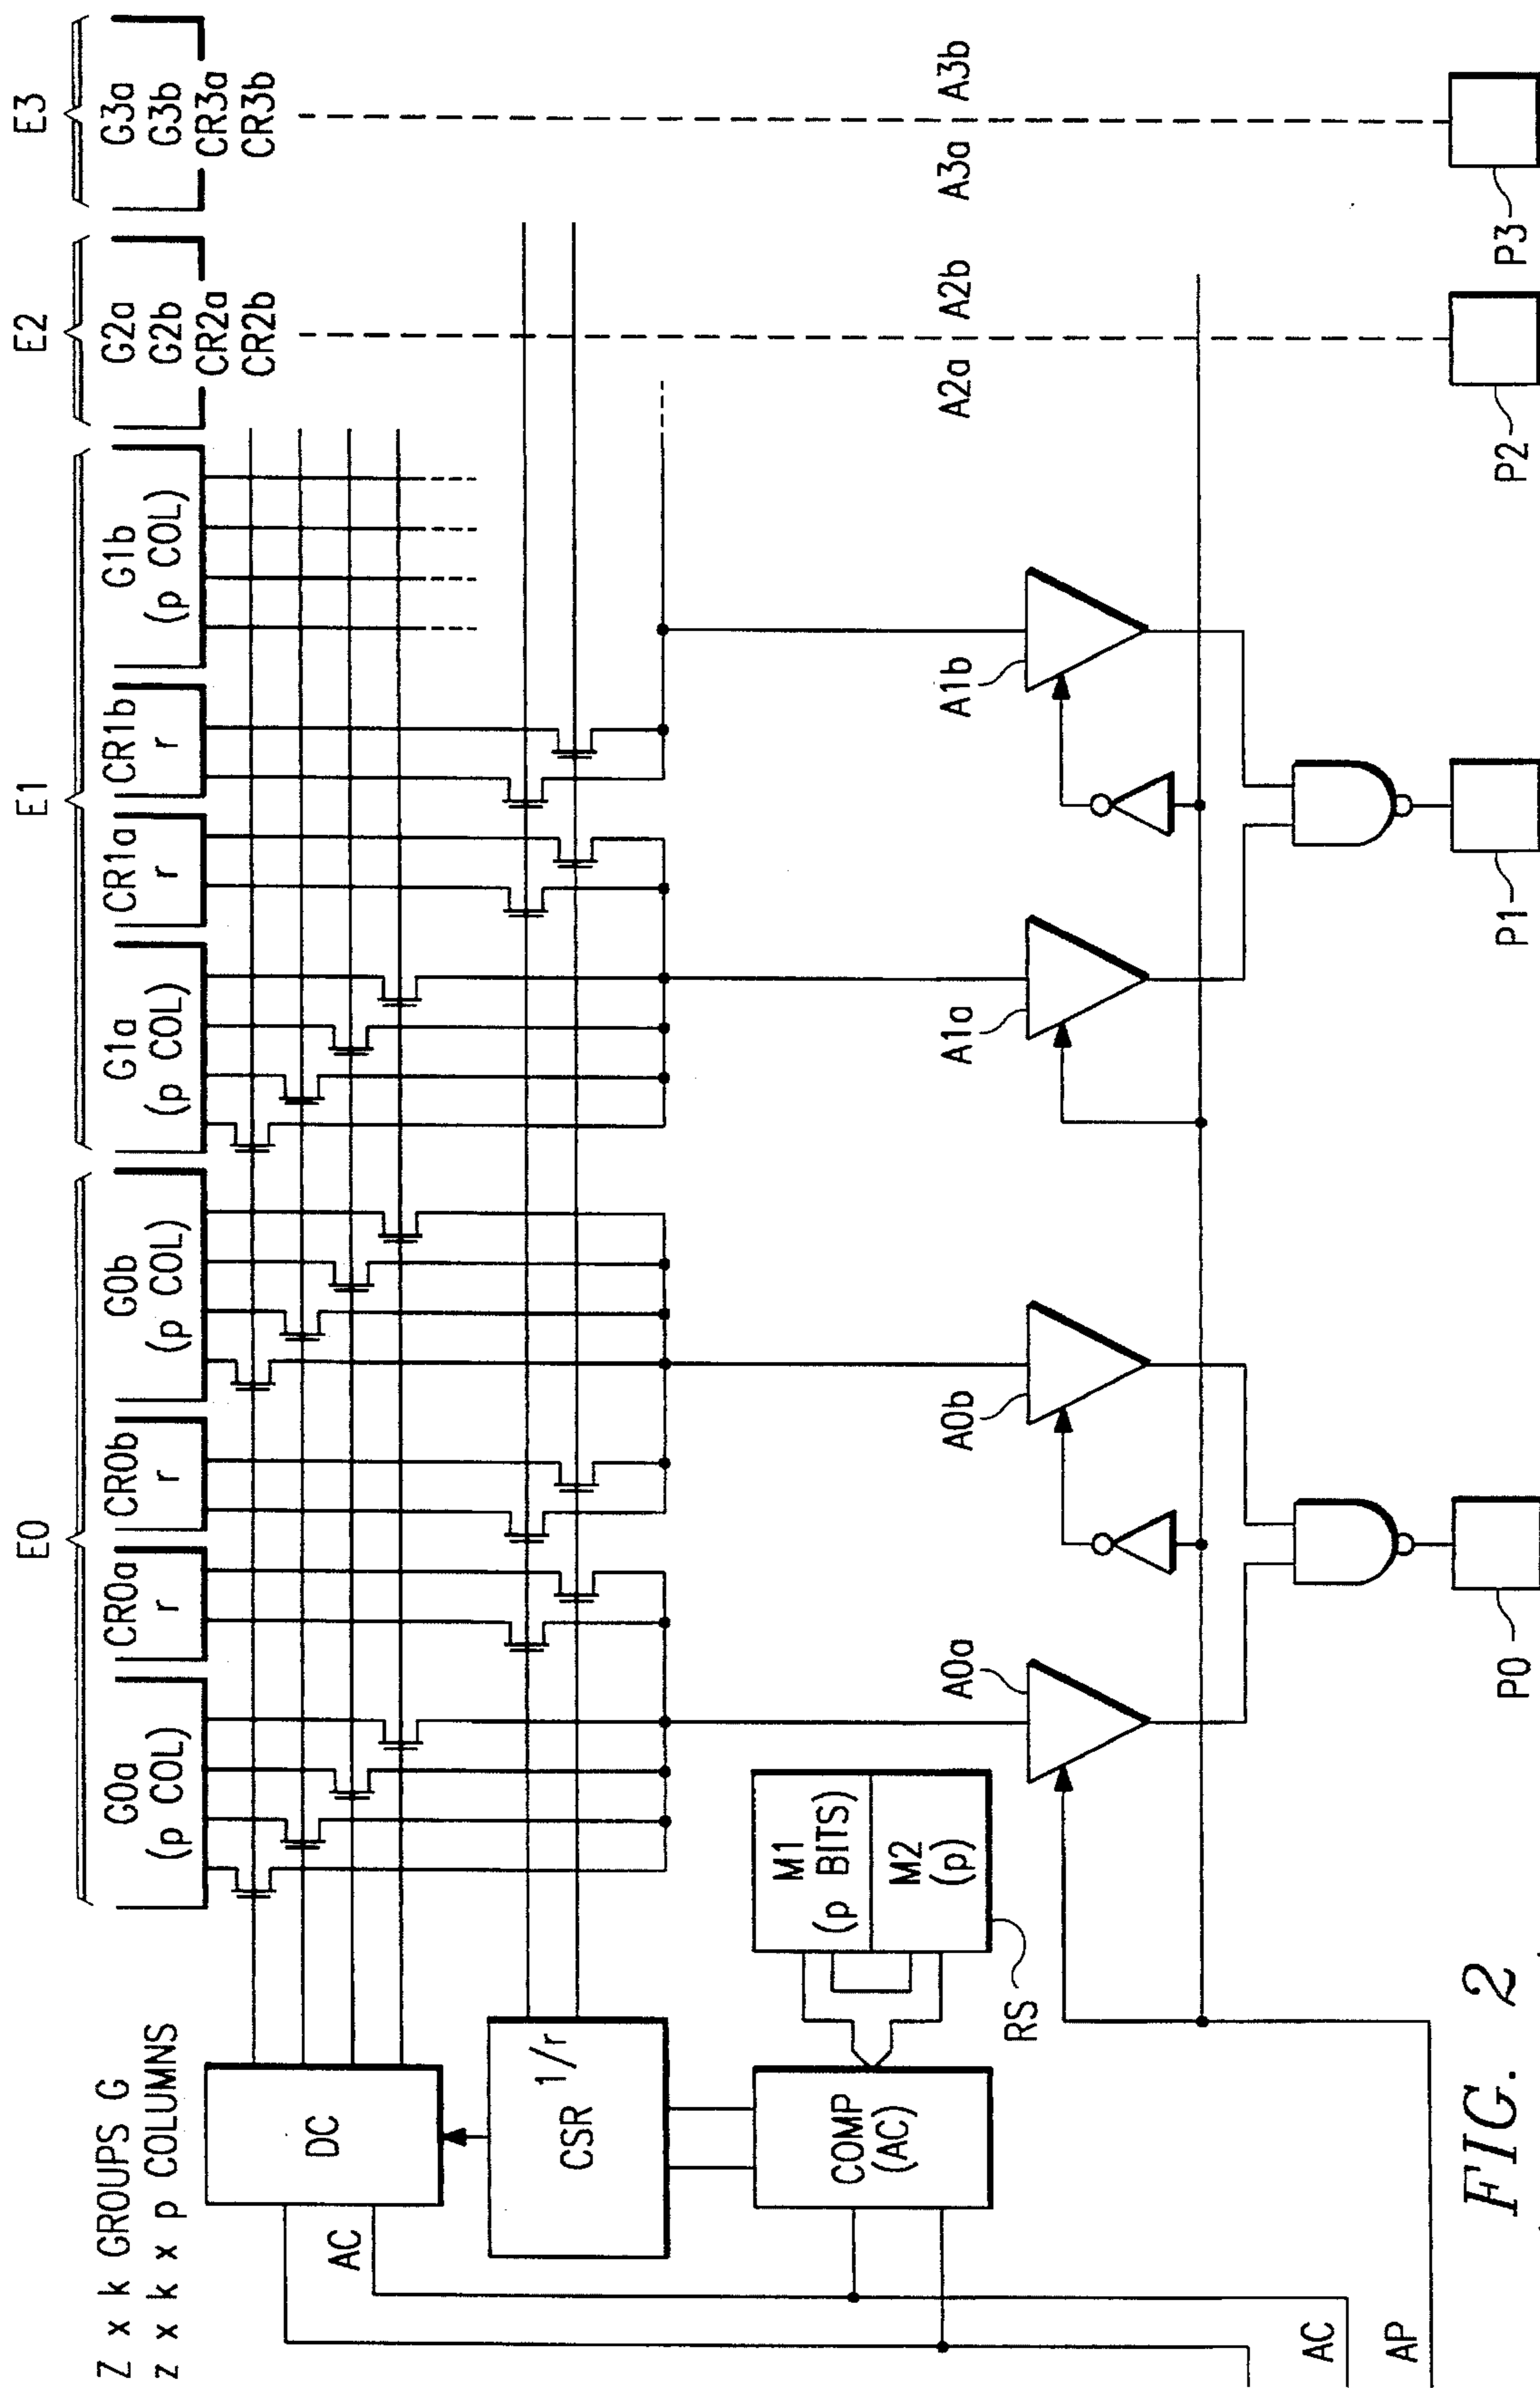 Z x k GROUPS G
z x k x p COLUMNS
E0
E1
E2
E3
G0a
(p COL)
CR0a
r
CR0b
r
G0b
(p COL)
G1a
(p COL)
CR1a
r
CR1b
r
G1b
(p COL)
G2a
G2b
CR2a
CR2b
G3a
G3b
CR3a
CR3b
DC
AC
CSR
1/r
COMP
(AC)
M1
(p BITS)
M2
(p)
RS
A0a
A0b
A1a
A1b
A2a
A2b
A3a
A3b
AC
AP
P0
P1
P2
P3
FIG. 2